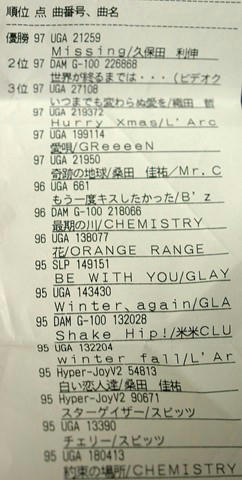 順位 点 曲番号、曲名
優勝 97 UGA 21259
Missing/久保田 利伸
2位 97 DAM G-100 226868
世界が終るまでは・・・（ビデオク
3位 97 UGA 27108
いつまでも変わらぬ愛を/織田 哲
97 UGA 219372
Hurry Xmas/L'Arc
97 UGA 199114
愛唄/GReeeeN
97 UGA 21950
奇跡の地球/桑田 佳祐/Mr.C
96 UGA 661
もう一度キスしたかった/B'z
96 DAM G-100 218066
最期の川/CHEMISTRY
96 UGA 138077
花/ORANGE RANGE
95 SLP 149151
BE WITH YOU/GLAY
95 UGA 143430
Winter、again/GLA
95 DAM G-100 132028
Shake Hip!/米米CLU
95 UGA 132204
winter fall/L'Ar
95 Hyper-JoyV2 54813
白い恋人達/桑田 佳祐
95 Hyper-JoyV2 90671
スターゲイザー/スピッツ
95 UGA 13390
チェリー/スピッツ
95 UGA 180413
約束の場所/CHEMISTRY